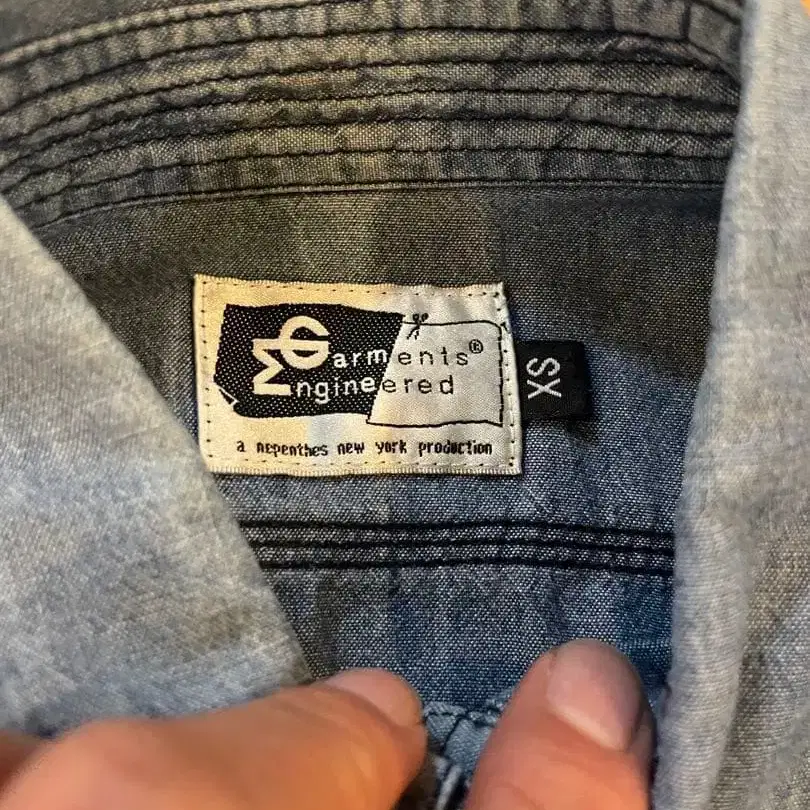 Garments®
Engineered
a nepenthes new york production
XS